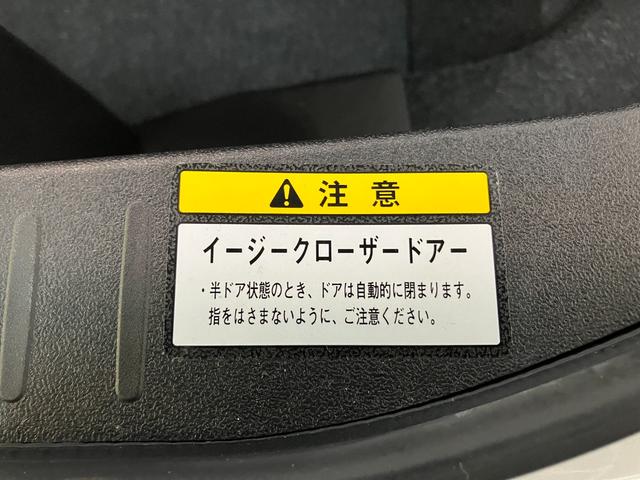 注意
イージークローザードアー
・半ドア状態のとき、ドアは自動的に閉まります。
指をはさまないように、ご注意ください。